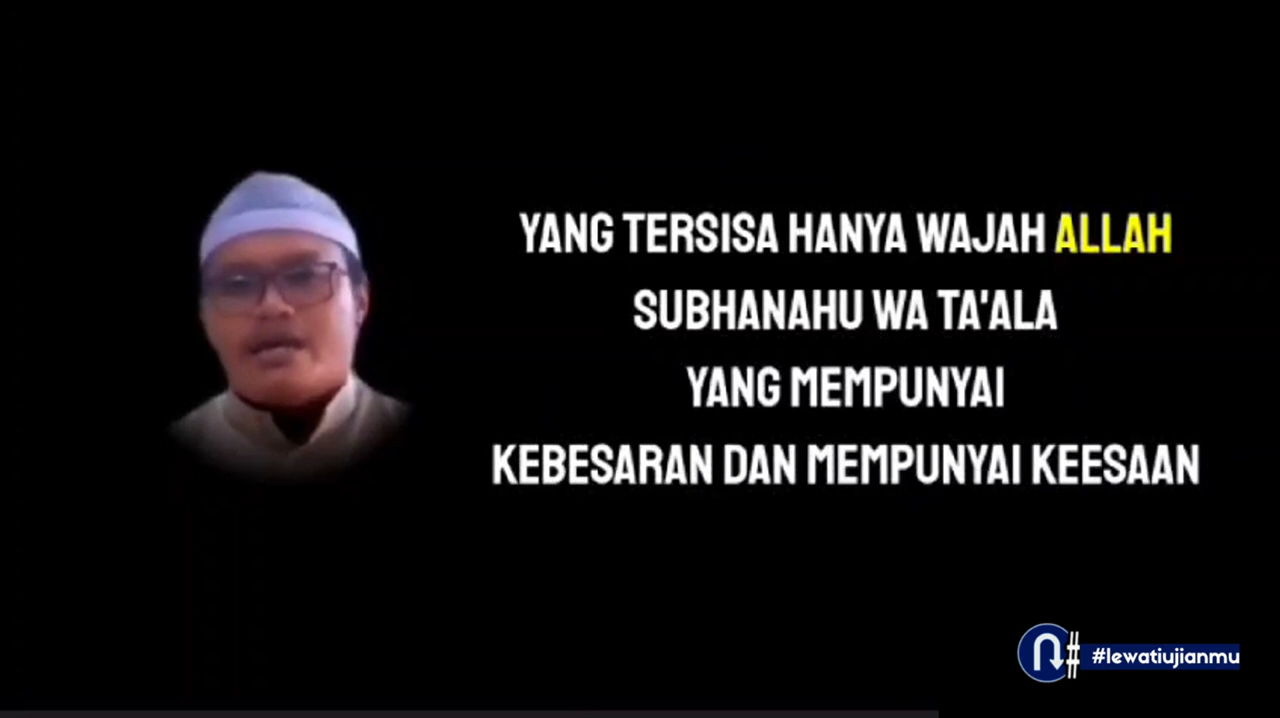 YANG TERSISA HANYA WAJAH ALLAH
SUBHANAHU WA TA'ALA
YANG MEMPUNYAI
KEBESARAN DAN MEMPUNYAI KEESAAN
#lewatiujianmu